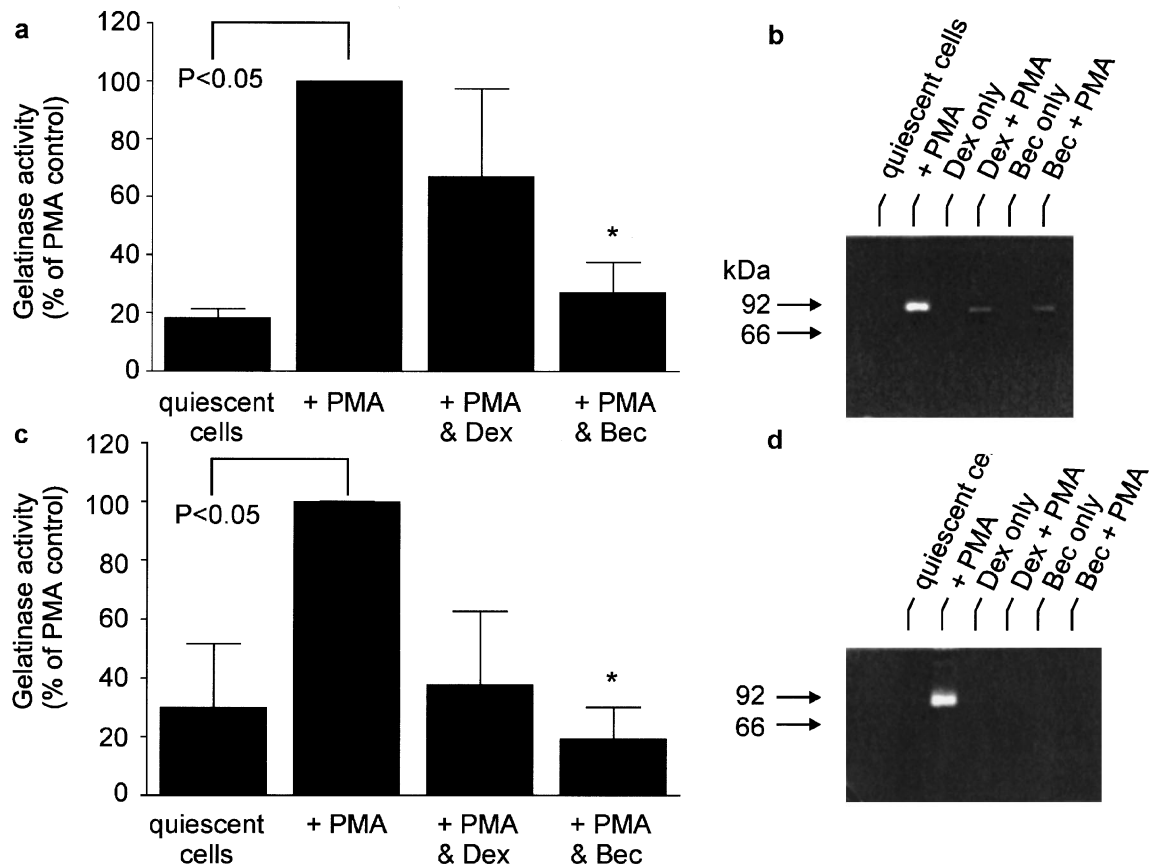 a
120
100
80
60
40
20
0
Gelatinase activity
(% of PMA control)
P<0.05
*
quiescent
cells
+ PMA
+ PMA
& Dex
+ PMA
& Bec
b
quiescent cells
+ PMA
Dex only
Dex + PMA
Bec only
Bec + PMA
kDa
92
66
c
120
100
80
60
40
20
0
Gelatinase activity
(% of PMA control)
P<0.05
*
quiescent
cells
+ PMA
+ PMA
& Dex
+ PMA
& Bec
d
quiescent ce
+ PMA
Dex only
Dex + PMA
Bec only
Bec + PMA
92
66